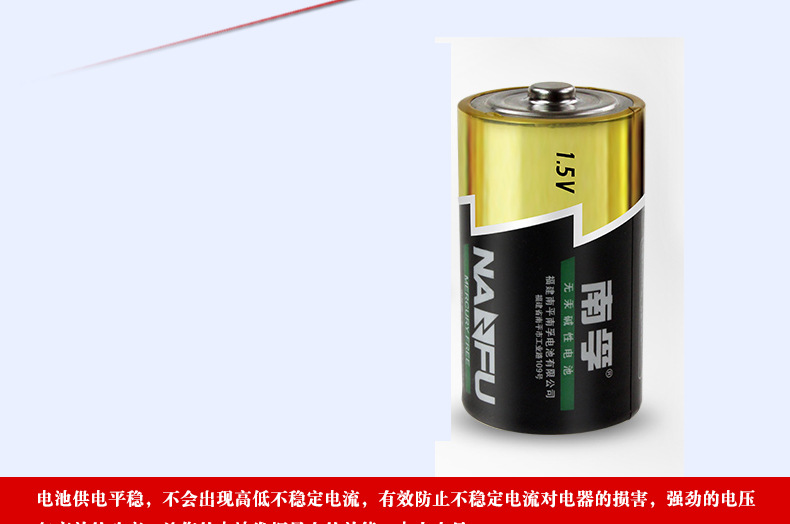 1.5V
NANFU
MERCURY-FREE
南孚®
无汞碱性电池
福建南平南孚电池有限公司
福建省南平市工业路109号
电池供电平稳，不会出现高低不稳定电流，有效防止不稳定电流对电器的损害，强劲的电压